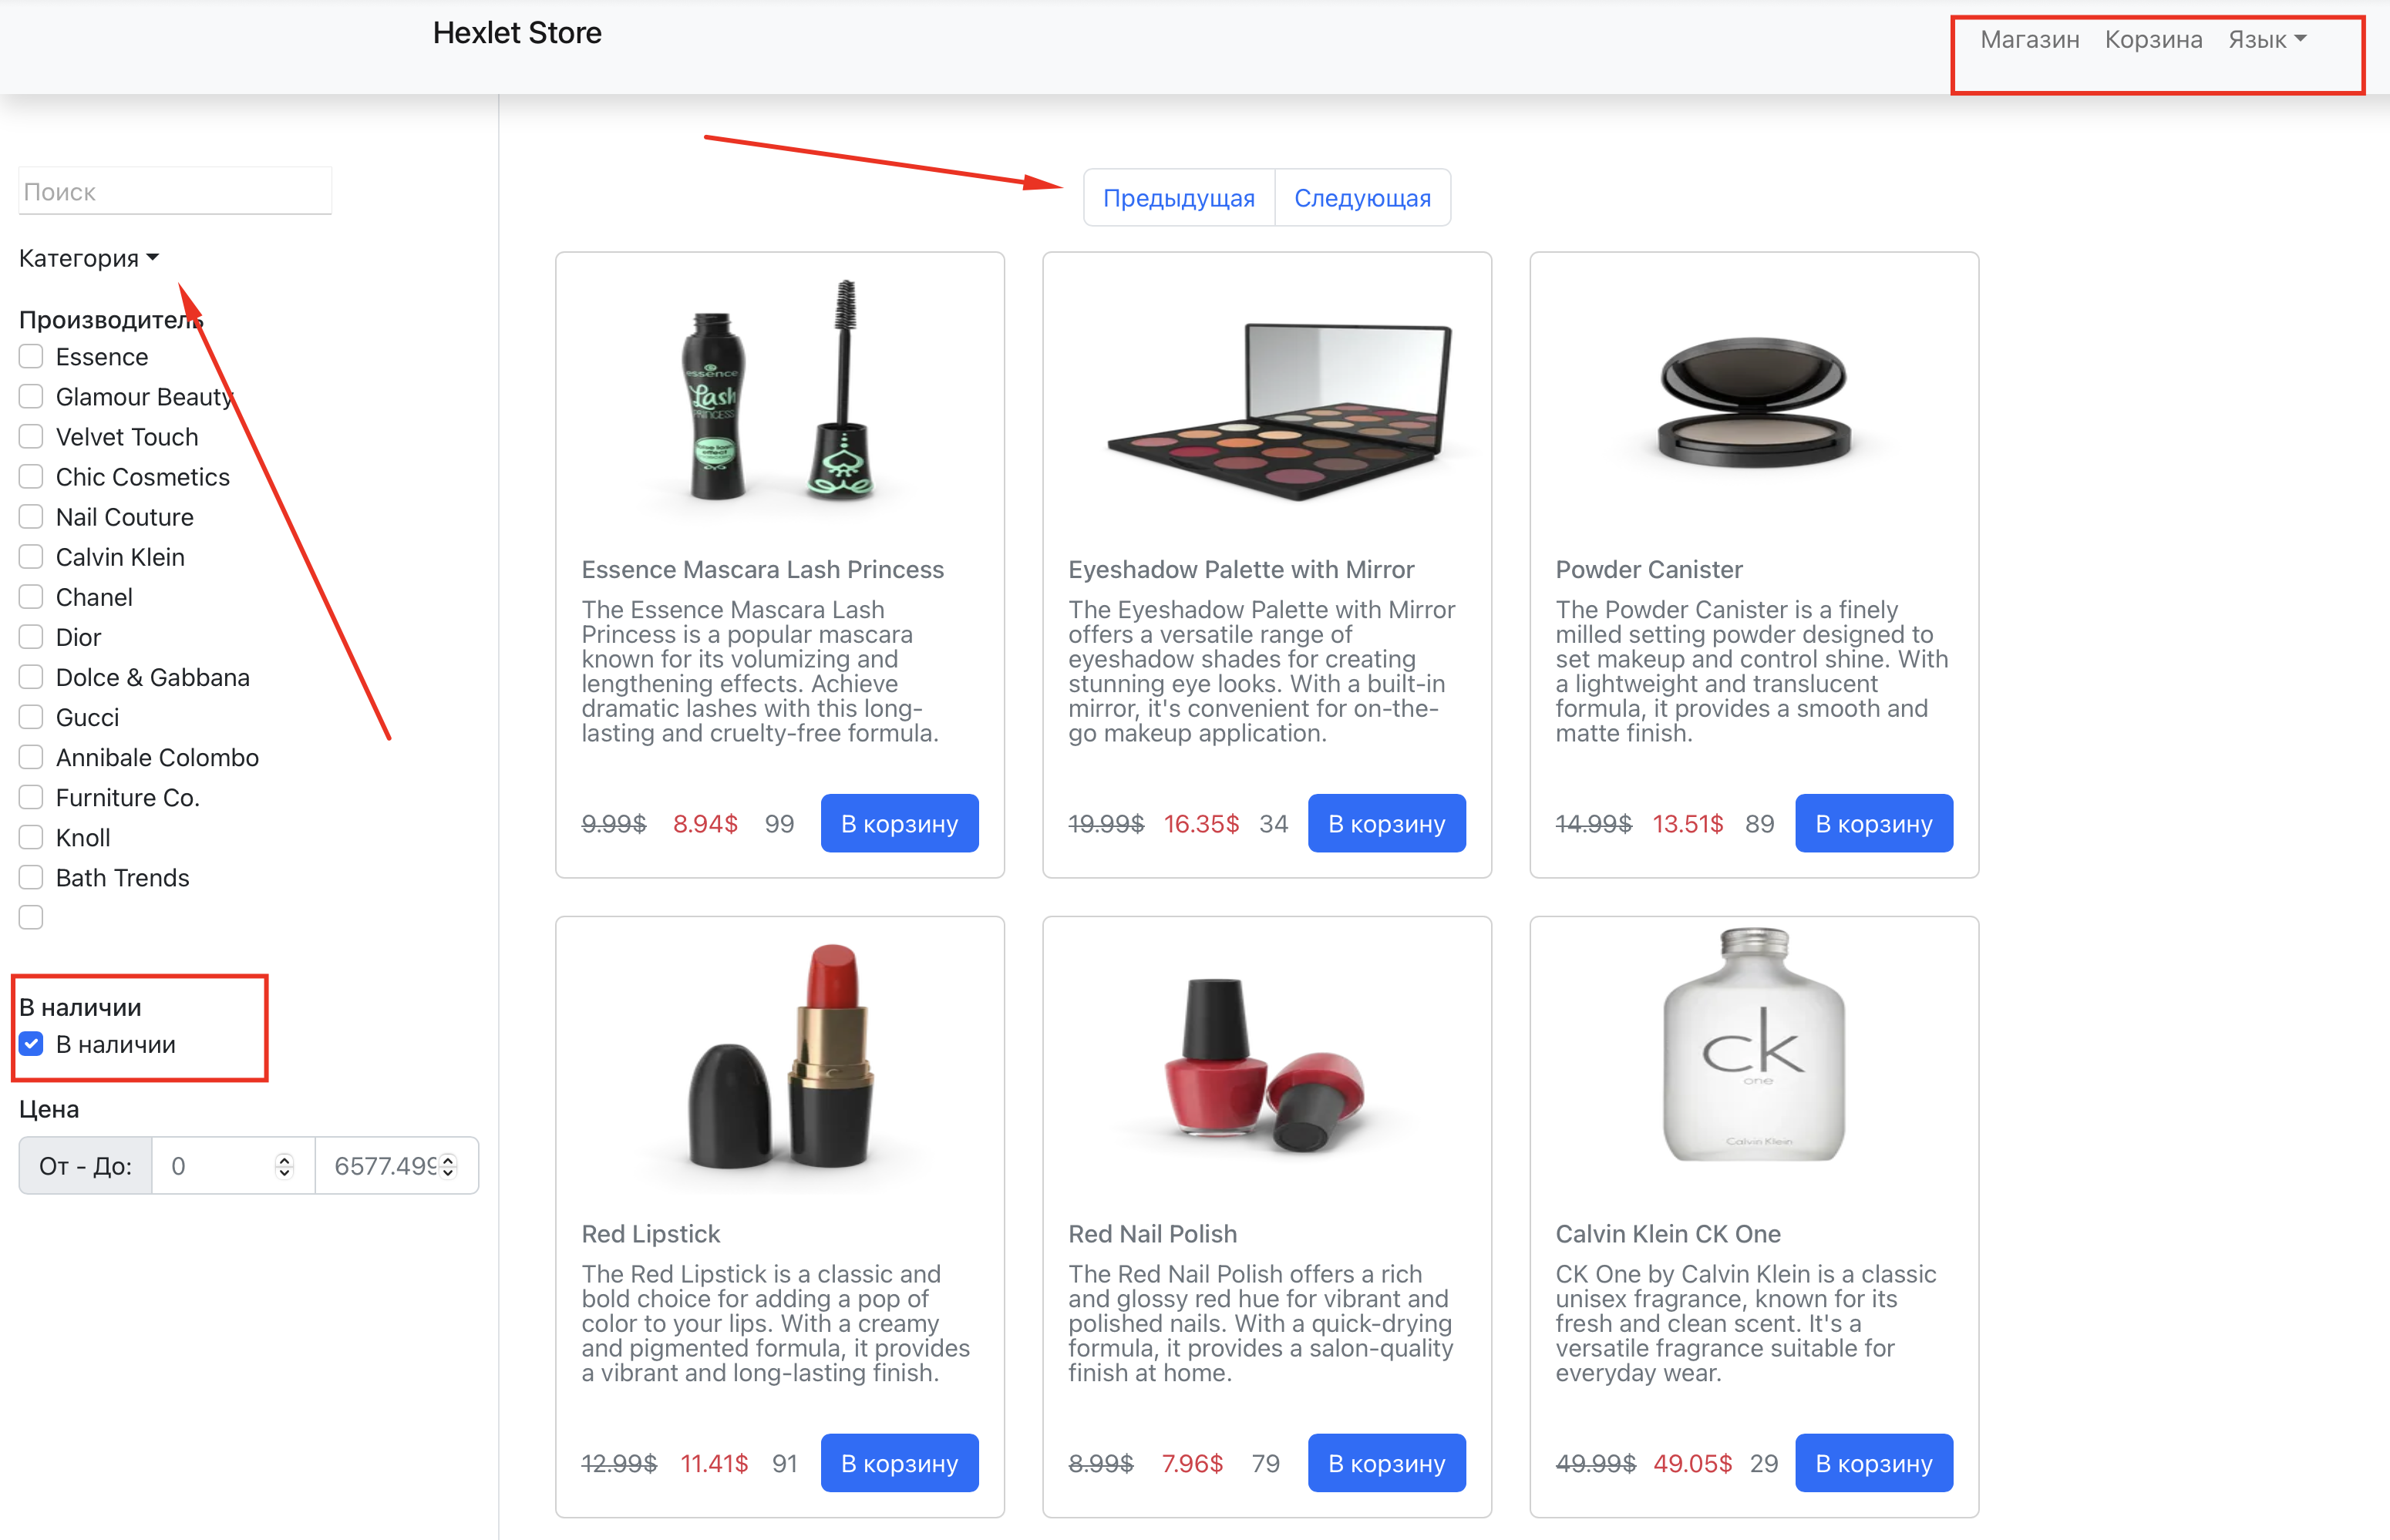 Hexlet Store
Магазин Корзина Язык
Поиск
Категория
Производитель
Essence
Glamour Beauty
Velvet Touch
Chic Cosmetics
Nail Couture
Calvin Klein
Chanel
Dior
Dolce & Gabbana
Gucci
Annibale Colombo
Furniture Co.
Knoll
Bath Trends
В наличии
В наличии
Цена
От - До: 0 6577.499
Предыдущая Следующая
essence
Lash
PRINCESS
effect
Essence Mascara Lash Princess
The Essence Mascara Lash
Princess is a popular mascara
known for its volumizing and
lengthening effects. Achieve
dramatic lashes with this long-
lasting and cruelty-free formula.
9.99$ 8.94$ 99 В корзину
Eyeshadow Palette with Mirror
The Eyeshadow Palette with Mirror
offers a versatile range of
eyeshadow shades for creating
stunning eye looks. With a built-in
mirror, it's convenient for on-the-
go makeup application.
19.99$ 16.35$ 34 В корзину
Powder Canister
The Powder Canister is a finely
milled setting powder designed to
set makeup and control shine. With
a lightweight and translucent
formula, it provides a smooth and
matte finish.
14.99$ 13.51$ 89 В корзину
Red Lipstick
The Red Lipstick is a classic and
bold choice for adding a pop of
color to your lips. With a creamy
and pigmented formula, it provides
a vibrant and long-lasting finish.
12.99$ 11.41$ 91 В корзину
Red Nail Polish
The Red Nail Polish offers a rich
and glossy red hue for vibrant and
polished nails. With a quick-drying
formula, it provides a salon-quality
finish at home.
8.99$ 7.96$ 79 В корзину
ck
one
Calvin Klein
Calvin Klein CK One
CK One by Calvin Klein is a classic
unisex fragrance, known for its
fresh and clean scent. It's a
versatile fragrance suitable for
everyday wear.
49.99$ 49.05$ 29 В корзину